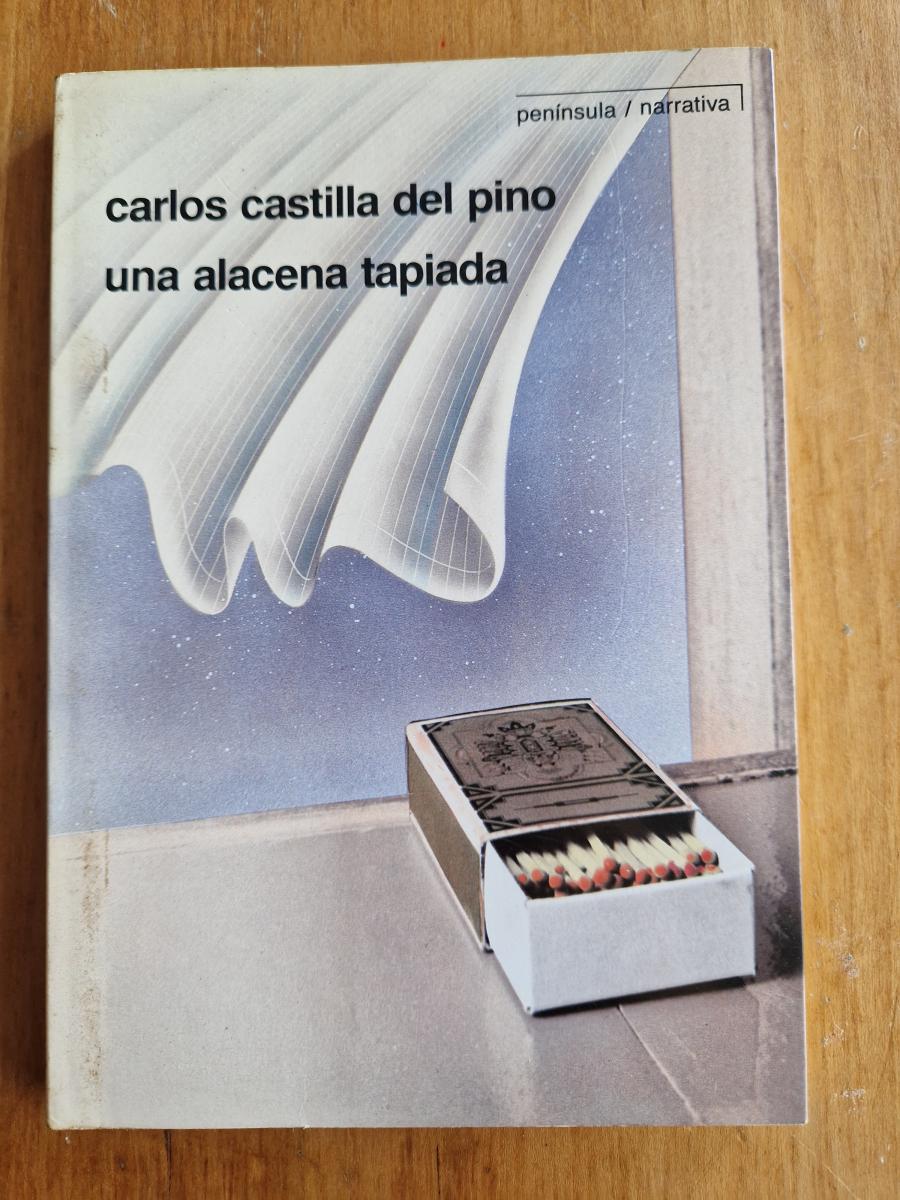 península / narrativa
carlos castilla del pino
una alacena tapiada